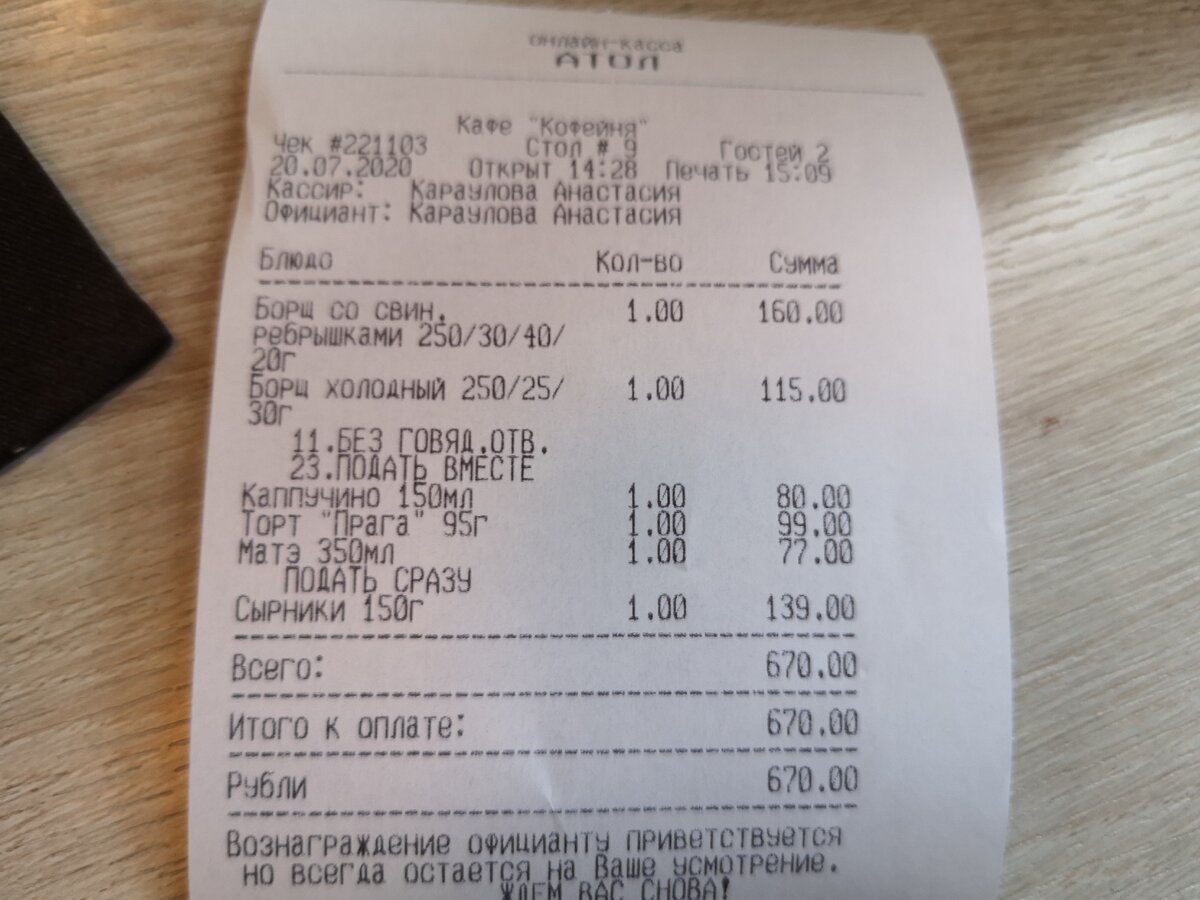 онлайн-касса
АТОЛ
Кафе "Кофейня"
Чек #221103 Стол # 9 Гостей 2
20.07.2020 Открыт 14:28 Печать 15:09
Кассир: Караулова Анастасия
Официант: Караулова Анастасия
Блюдо Кол-во Сумма
Борщ со свин. 1.00 160.00
ребрышками 250/30/40/
20г
Борщ холодный 250/25/ 1.00 115.00
30г
11.БЕЗ ГОВЯД.ОТВ.
23.ПОДАТЬ ВМЕСТЕ
Каппучино 150мл 1.00 80.00
Торт "Прага" 95г 1.00 99.00
Матэ 350мл 1.00 77.00
ПОДАТЬ СРАЗУ
Сырники 150г 1.00 139.00
Всего: 670.00
Итого к оплате: 670.00
Рубли 670.00
Вознаграждение официанту приветствуется
но всегда остается на Ваше усмотрение.
ЖДЕМ ВАС СНОВА!